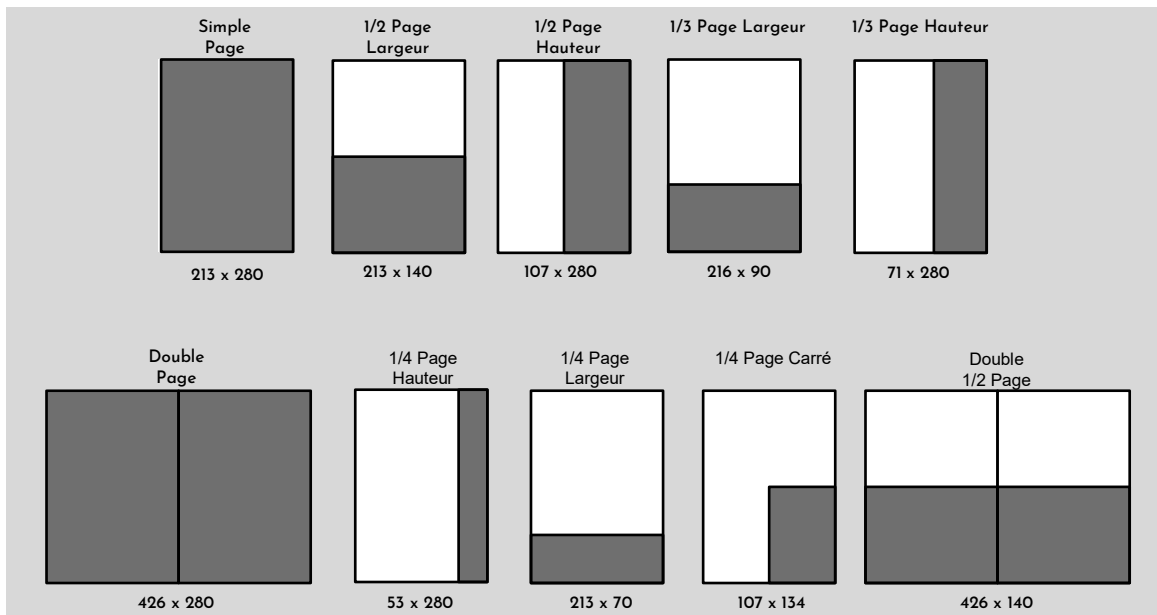 Simple
Page
1/2 Page
Largeur
1/2 Page
Hauteur
1/3 Page Largeur
1/3 Page Hauteur
213 x 280
213 x 140
107 x 280
216 x 90
71 x 280
Double
Page
1/4 Page
Hauteur
1/4 Page
Largeur
1/4 Page Carré
Double
1/2 Page
426 x 280
53 x 280
213 x 70
107 x 134
426 x 140